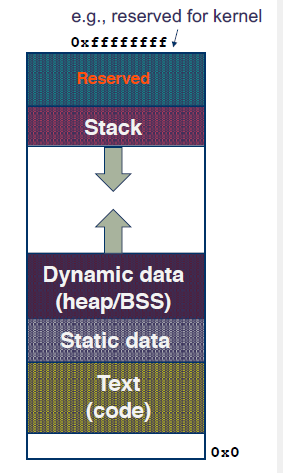 e.g., reserved for kernel
0xffffffff
Reserved
Stack
Dynamic data
(heap/BSS)
Static data
Text
(code)
0x0